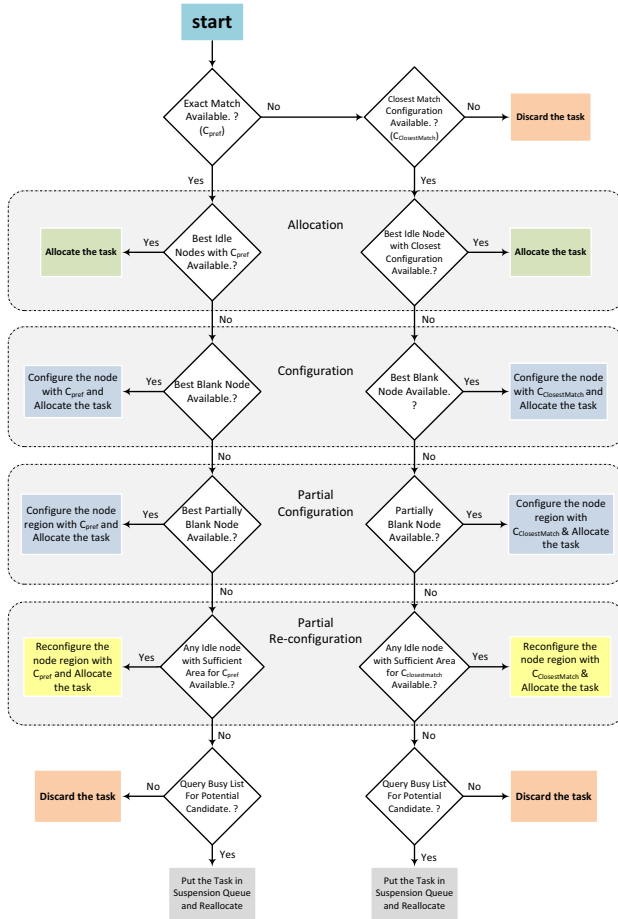 start
Exact Match
Available. ?
(Cpref)
No
Closest Match
Configuration
Available. ?
(CClosestMatch)
No
Discard the task
Yes
Yes
Allocation
Allocate the task
Yes
Best Idle
Nodes with Cpref
Available.?
Best Idle Node
with Closest
Configuration
Available.?
Yes
Allocate the task
No
No
Configuration
Configure the node
with Cpref and
Allocate the task
Yes
Best Blank Node
Available.?
Best Blank
Node Available.
?
Yes
Configure the node
with CClosestMatch and
Allocate the task
No
No
Partial
Configuration
Configure the node
region with Cpref and
Allocate the task
Yes
Best Partially
Blank Node
Available.?
Partially
Blank Node
Available.?
Yes
Configure the node
region with
CClosestMatch & Allocate
the task
No
No
Partial
Re-configuration
Reconfigure the
node region with
Cpref and Allocate
the task
Yes
Any Idle node
with Sufficient
Area for Cpref
Available.?
Any Idle node
with Sufficient Area
for CClosestmatch
Available.?
Yes
Reconfigure the
node region with
CClosestMatch &
Allocate the task
No
No
Discard the task
No
Query Busy List
For Potential
Candidate. ?
Query Busy List
For Potential
Candidate. ?
No
Discard the task
Yes
Yes
Put the Task in
Suspension Queue
and Reallocate
Put the Task in
Suspension Queue
and Reallocate